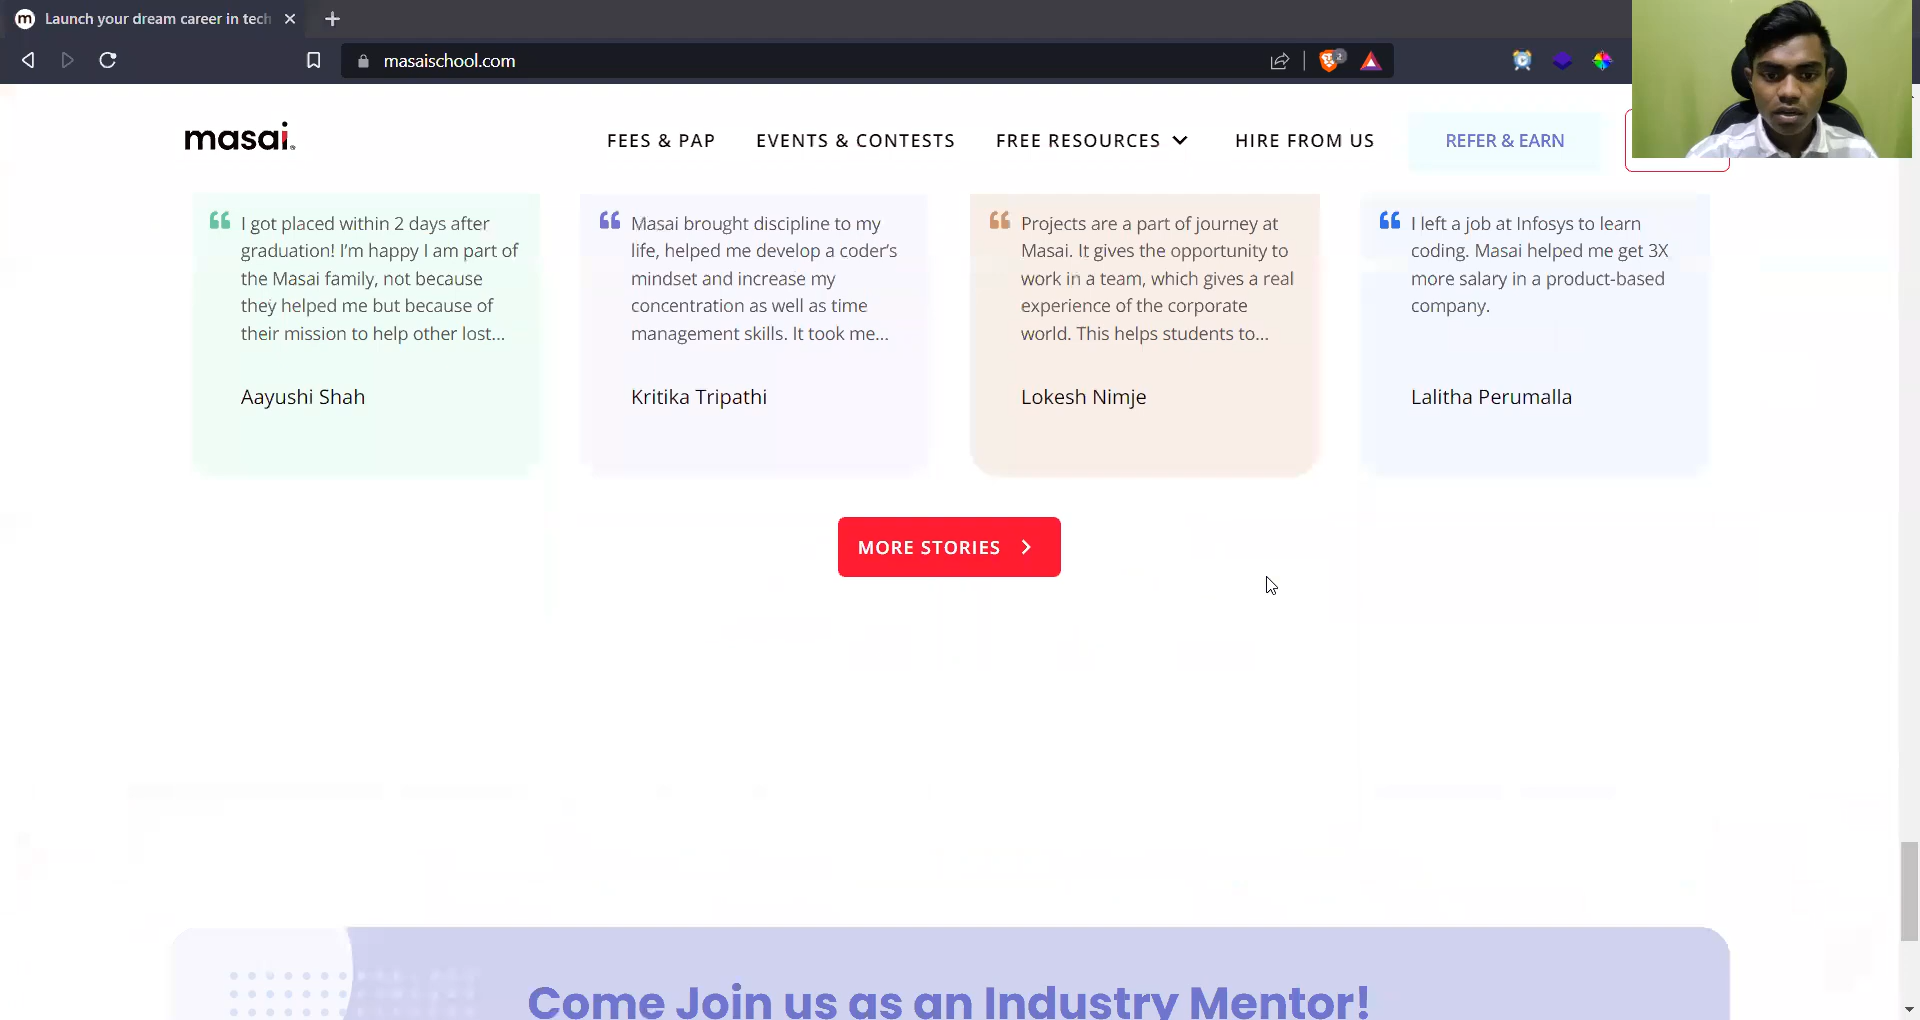 Launch your dream career in tech
masaischool.com
2
masai.
FEES & PAP
EVENTS & CONTESTS
FREE RESOURCES
HIRE FROM US
REFER & EARN
I got placed within 2 days after
graduation! I’m happy I am part of
the Masai family, not because
they helped me but because of
their mission to help other lost...
Aayushi Shah
Masai brought discipline to my
life, helped me develop a coder’s
mindset and increase my
concentration as well as time
management skills. It took me...
Kritika Tripathi
Projects are a part of journey at
Masai. It gives the opportunity to
work in a team, which gives a real
experience of the corporate
world. This helps students to...
Lokesh Nimje
I left a job at Infosys to learn
coding. Masai helped me get 3X
more salary in a product-based
company.
Lalitha Perumalla
MORE STORIES
Come Join us as an Industry Mentor!